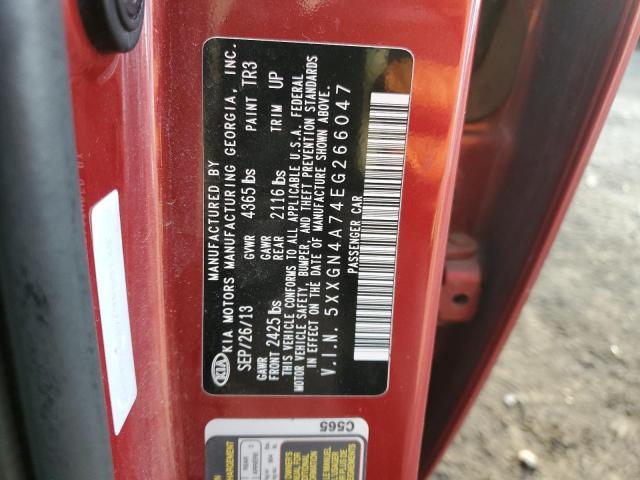 KIA
MANUFACTURED BY
KIA MOTORS MANUFACTURING GEORGIA, INC.
SEP/26/13 GVWR 4365 lbs PAINT TR3
GAWR FRONT 2425 lbs GAWR REAR 2116 lbs TRIM UP
THIS VEHICLE CONFORMS TO ALL APPLICABLE U.S.A. FEDERAL
MOTOR VEHICLE SAFETY, BUMPER, AND THEFT PREVENTION STANDARDS
IN EFFECT ON THE DATE OF MANUFACTURE SHOWN ABOVE.
V.I.N. 5XXGN4A74EG266047
PASSENGER CAR
C565